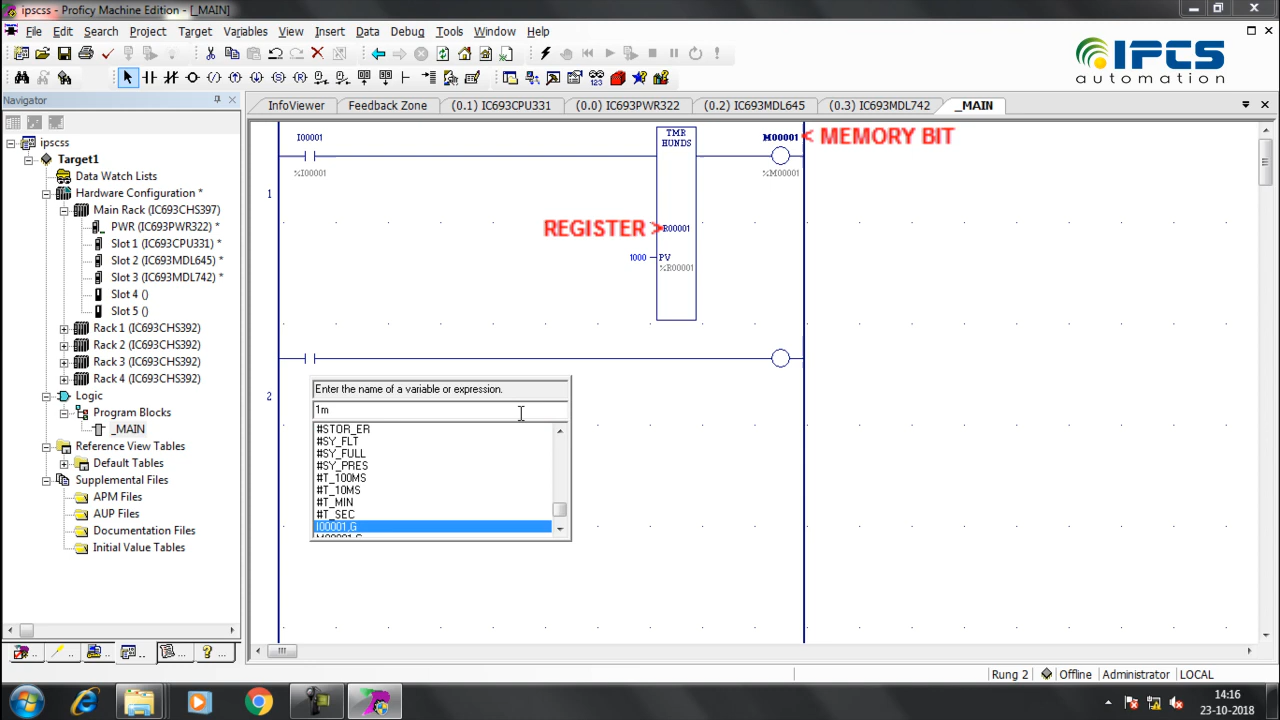 ipscss - Proficy Machine Edition - [_MAIN]
File Edit Search Project Target Variables View Insert Data Debug Tools Window Help
IPCS
automation
Navigator
InfoViewer
Feedback Zone
(0.1) IC693CPU331
(0.0) IC693PWR322
(0.2) IC693MDL645
(0.3) IC693MDL742
_MAIN
ipscss
Target1
Data Watch Lists
Hardware Configuration *
Main Rack (IC693CHS397)
PWR (IC693PWR322) *
Slot 1 (IC693CPU331) *
Slot 2 (IC693MDL645) *
Slot 3 (IC693MDL742) *
Slot 4 ()
Slot 5 ()
Rack 1 (IC693CHS392)
Rack 2 (IC693CHS392)
Rack 3 (IC693CHS392)
Rack 4 (IC693CHS392)
Logic
Program Blocks
_MAIN
Reference View Tables
Default Tables
Supplemental Files
APM Files
AUP Files
Documentation Files
Initial Value Tables
I00001
%I00001
TMR
HUNDS
M00001
< MEMORY BIT
%M00001
1
REGISTER >
R00001
1000
PV
%R00001
2
Enter the name of a variable or expression.
1m
#STOR_ER
#SY_FLT
#SY_FULL
#SY_PRES
#T_100MS
#T_10MS
#T_MIN
#T_SEC
I00001,G
Rung 2
Offline
Administrator
LOCAL
14:16
23-10-2018